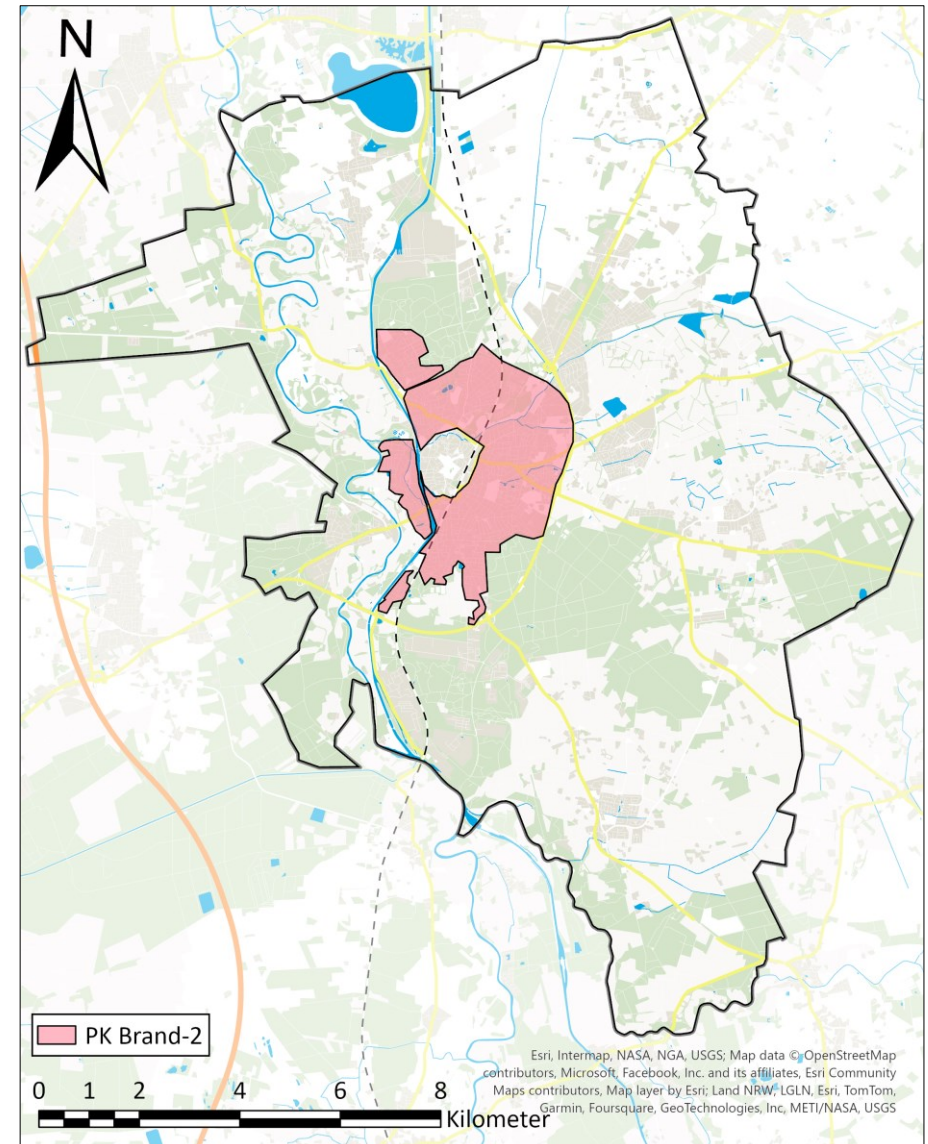 N
PK Brand-2
Esri, Intermap, NASA, NGA, USGS; Map data © OpenStreetMap
contributors, Microsoft, Facebook, Inc. and its affiliates, Esri Community
Maps contributors, Map layer by Esri; Land NRW, LGLN, Esri, TomTom,
Garmin, Foursquare, GeoTechnologies, Inc, METI/NASA, USGS
0 1 2 4 6 8
Kilometer